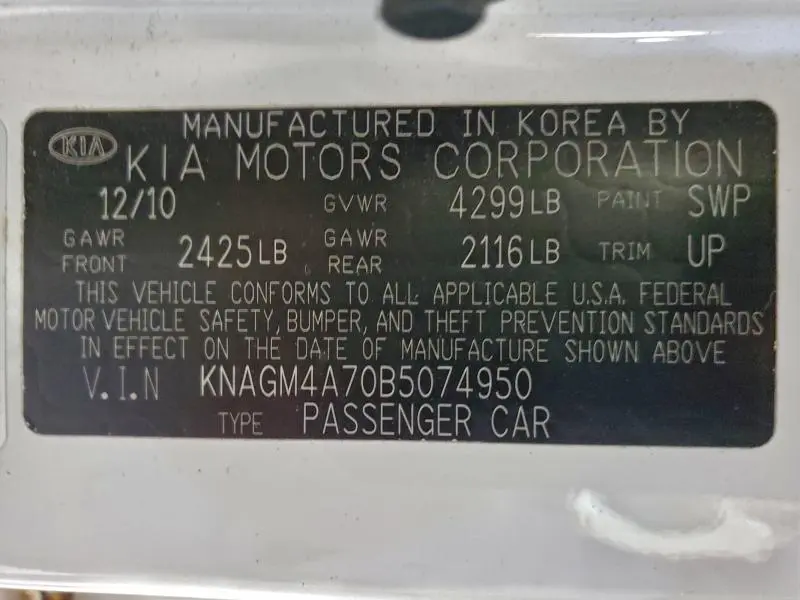 MANUFACTURED IN KOREA BY
KIA KIA MOTORS CORPORATION
12/10 GVWR 4299LB PAINT SWP
GAWR FRONT 2425LB GAWR REAR 2116LB TRIM UP
THIS VEHICLE CONFORMS TO ALL APPLICABLE U.S.A. FEDERAL
MOTOR VEHICLE SAFETY, BUMPER, AND THEFT PREVENTION STANDARDS
IN EFFECT ON THE DATE OF MANUFACTURE SHOWN ABOVE
V.I.N KNAGM4A70B5074950
TYPE PASSENGER CAR